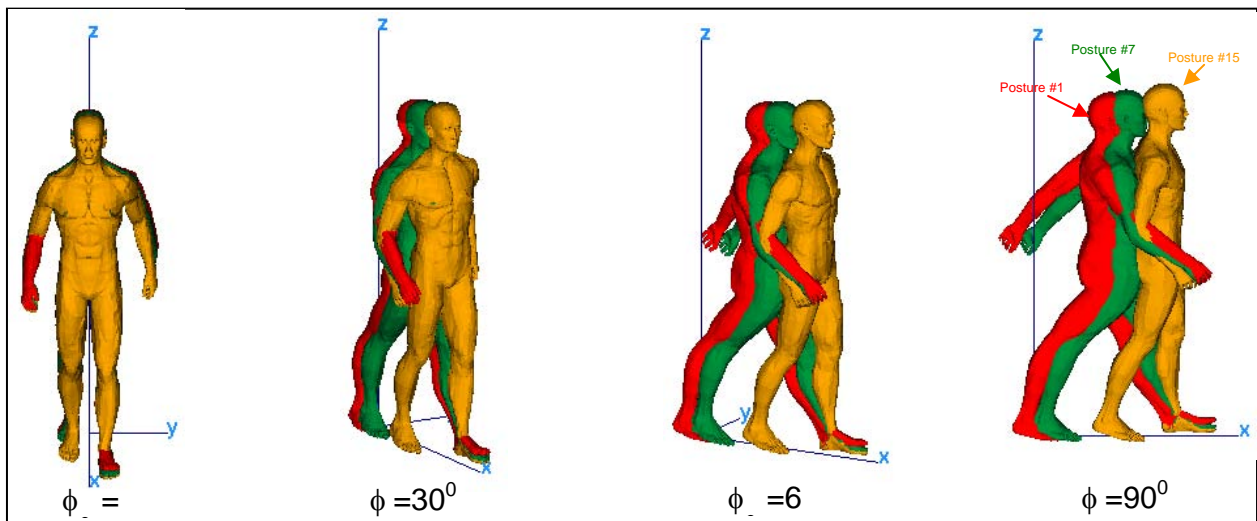 z
z
z
z
Posture #7
Posture #15
Posture #1
y
y
x
x
x
x
ϕ =
ϕ =30⁰
ϕ =6
ϕ =90⁰